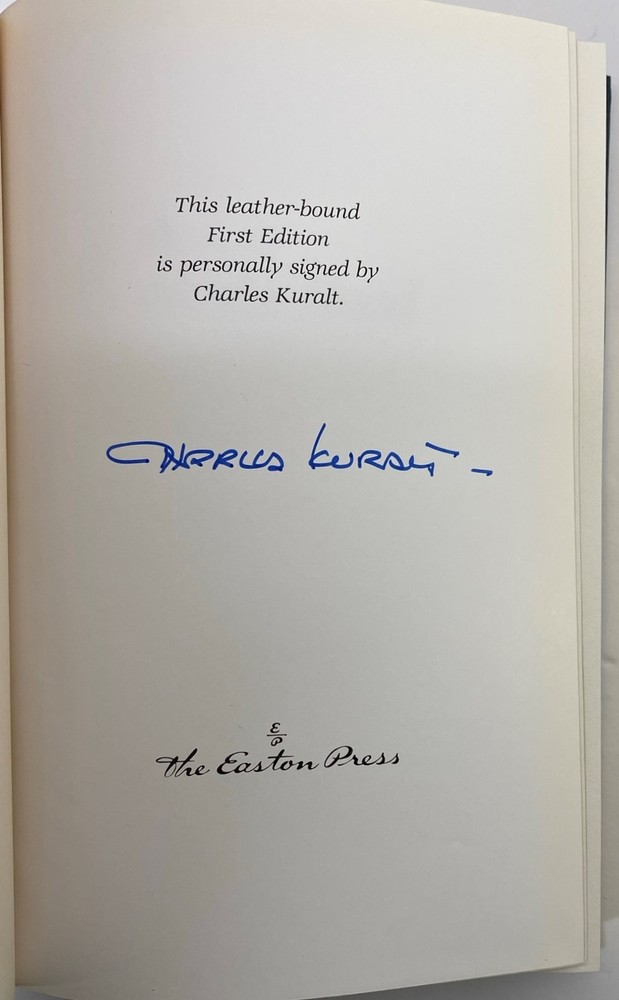 This leather-bound
First Edition
is personally signed by
Charles Kuralt.
Charles Kuralt -
E
P
The Easton Press